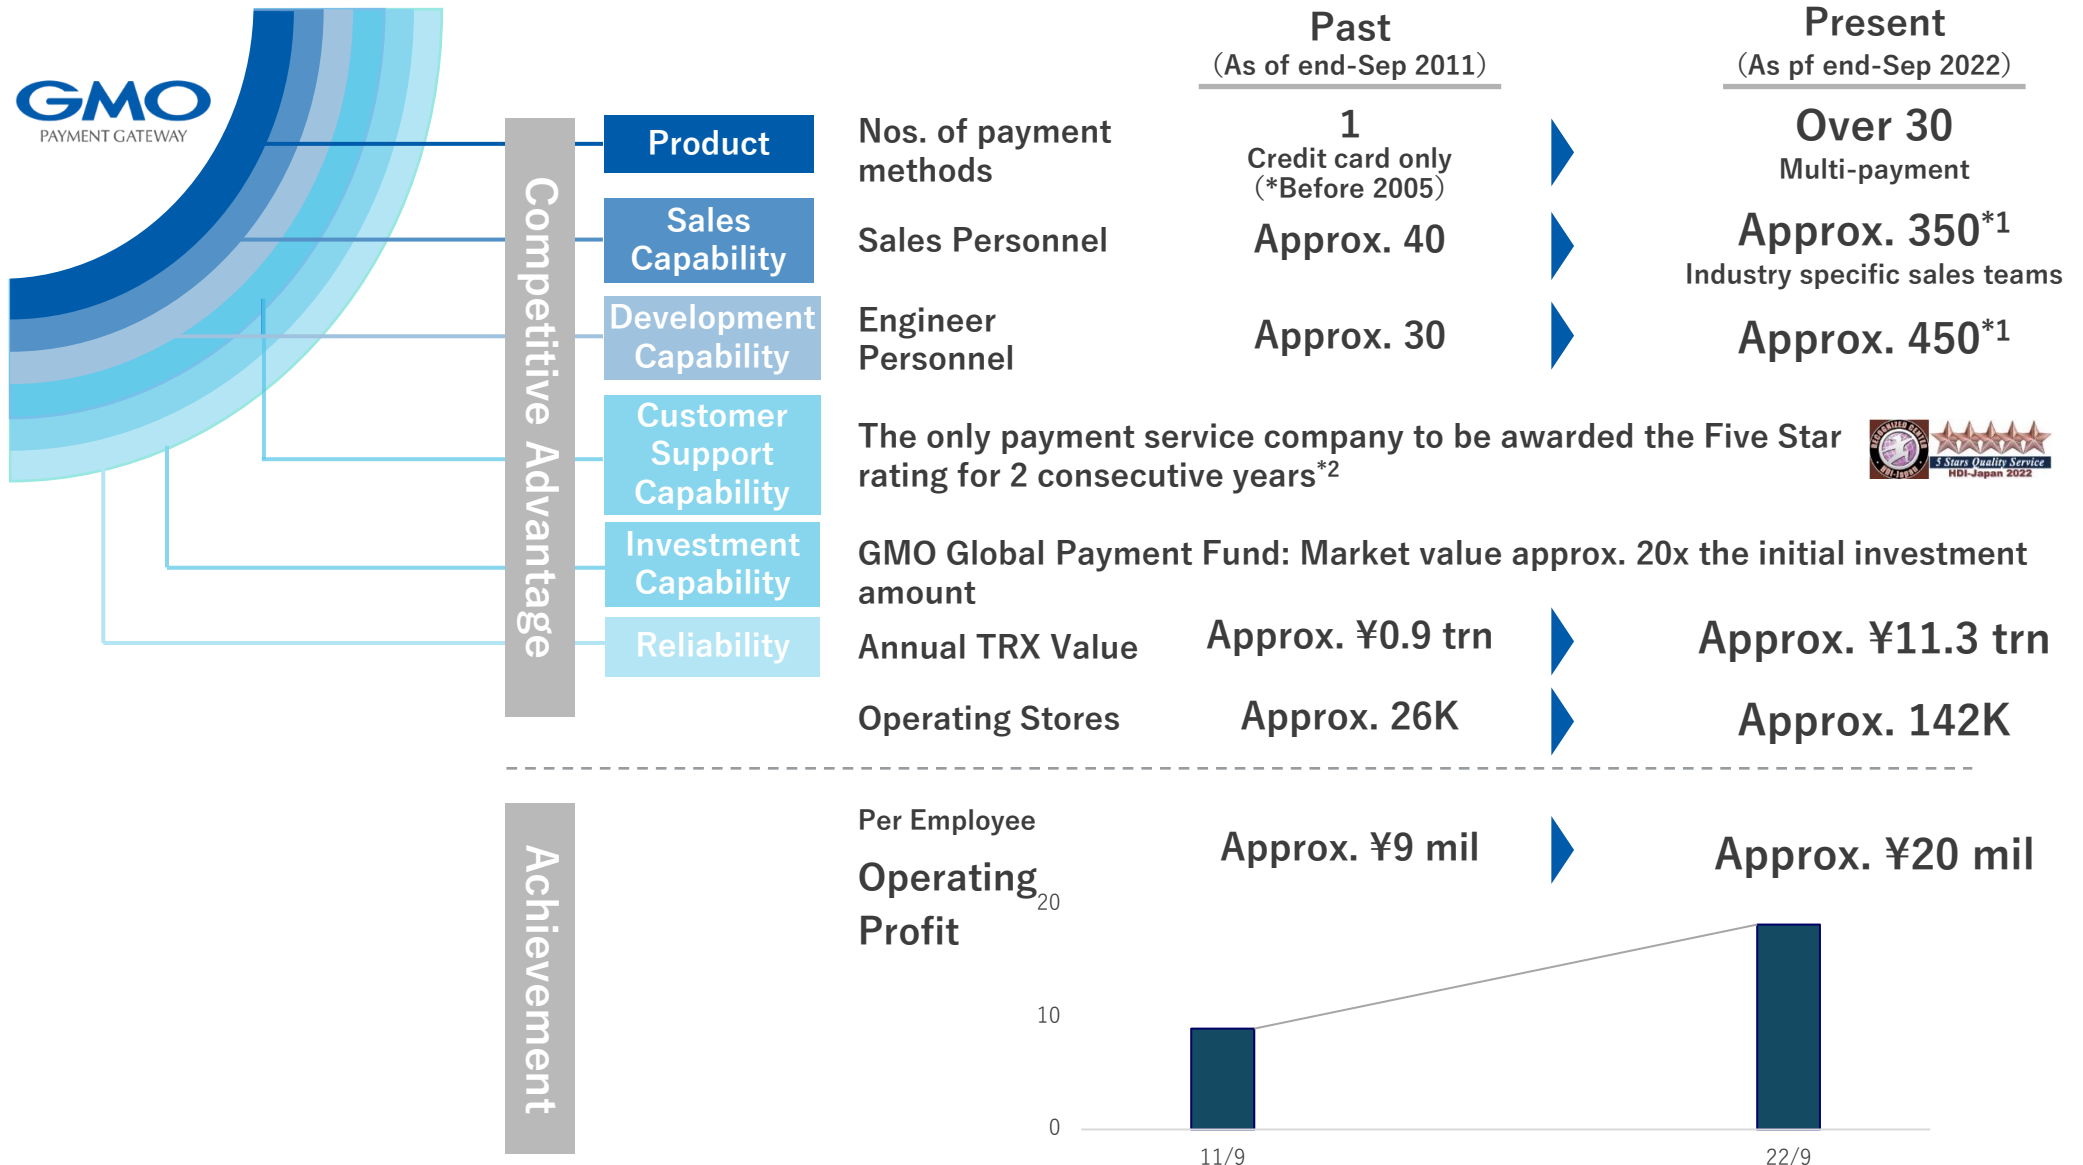 GMO
PAYMENT GATEWAY
Past
（As of end-Sep 2011）
Present
（As pf end-Sep 2022）
Competitive Advantage
Product
Nos. of payment
methods
1
Credit card only
（*Before 2005）
Over 30
Multi-payment
Sales
Capability
Sales Personnel
Approx. 40
Approx. 350*1
Industry specific sales teams
Development
Capability
Engineer
Personnel
Approx. 30
Approx. 450*1
Customer
Support
Capability
The only payment service company to be awarded the Five Star
rating for 2 consecutive years*2
RECOGNIZED CENTER
HDI-Japan
5 Stars Quality Service
HDI-Japan 2022
Investment
Capability
GMO Global Payment Fund: Market value approx. 20x the initial investment
amount
Reliability
Annual TRX Value
Approx. ¥0.9 trn
Approx. ¥11.3 trn
Operating Stores
Approx. 26K
Approx. 142K
Achievement
Per Employee
Operating
Profit
Approx. ¥9 mil
Approx. ¥20 mil
20
10
0
11/9
22/9